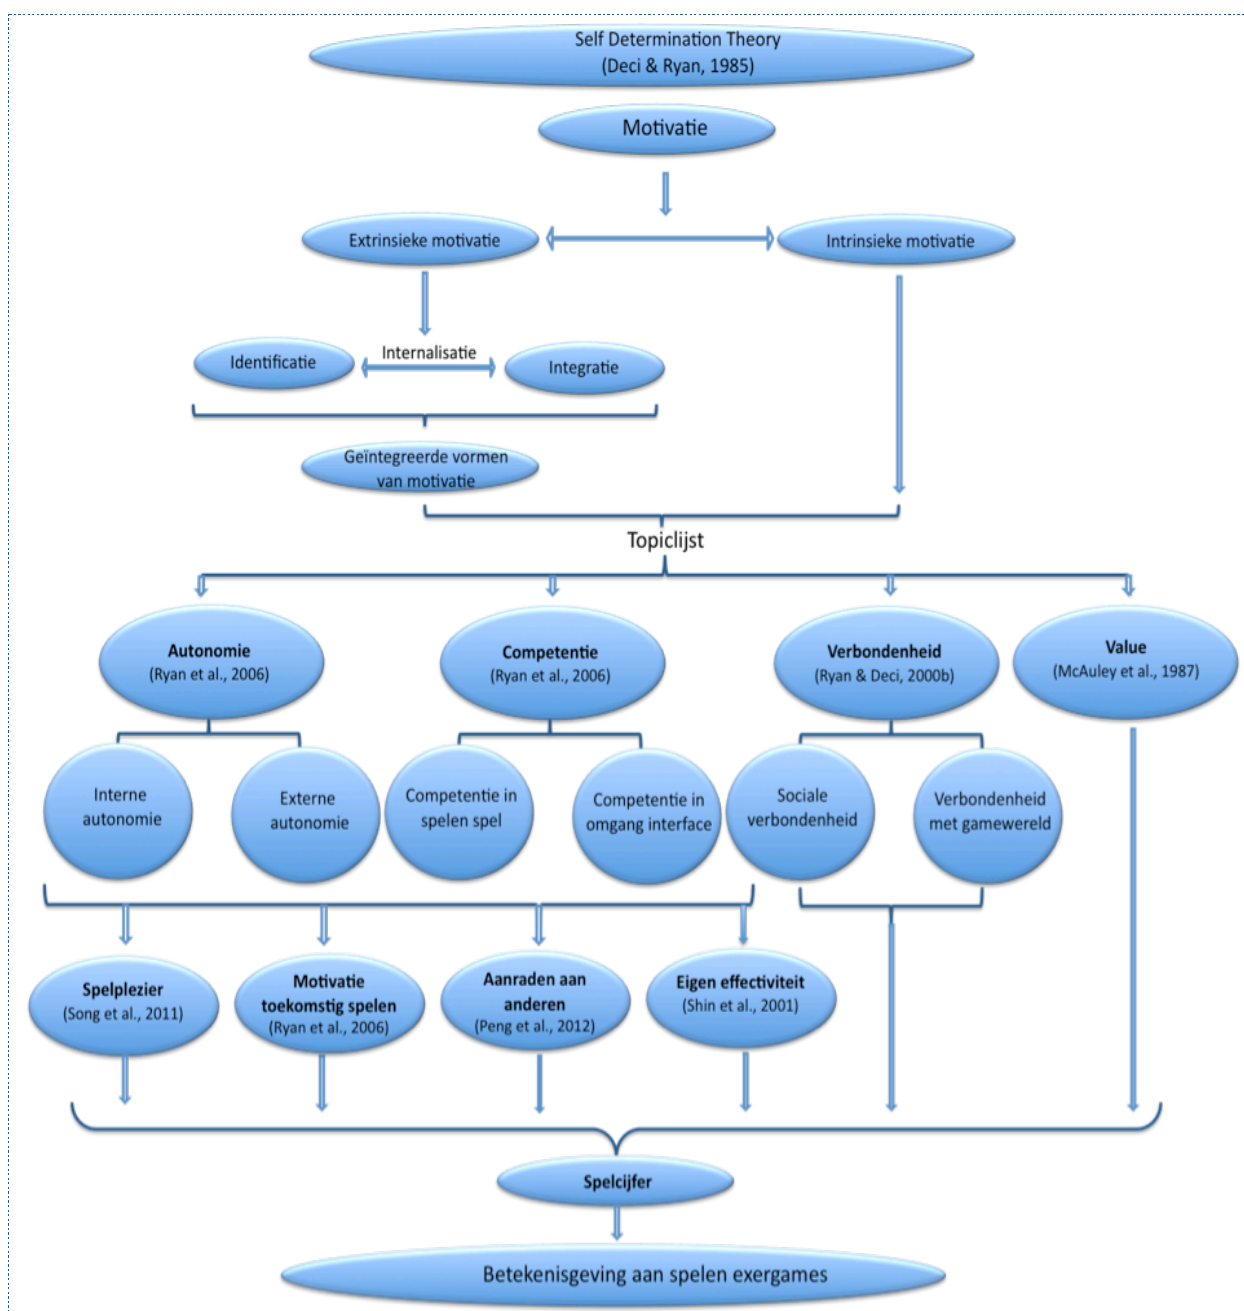 Self Determination Theory
(Deci & Ryan, 1985)
Motivatie
Extrinsieke motivatie
Intrinsieke motivatie
Identificatie
Internalisatie
Integratie
Geïntegreerde vormen
van motivatie
Topiclijst
Autonomie
(Ryan et al., 2006)
Competentie
(Ryan et al., 2006)
Verbondenheid
(Ryan & Deci, 2000b)
Value
(McAuley et al., 1987)
Interne
autonomie
Externe
autonomie
Competentie in
spelen spel
Competentie in
omgang interface
Sociale
verbondenheid
Verbondenheid
met gamewereld
Spelplezier
(Song et al., 2011)
Motivatie
toekomstig spelen
(Ryan et al., 2006)
Aanraden aan
anderen
(Peng et al., 2012)
Eigen effectiviteit
(Shin et al., 2001)
Spelcijfer
Betekenisgeving aan spelen exergames